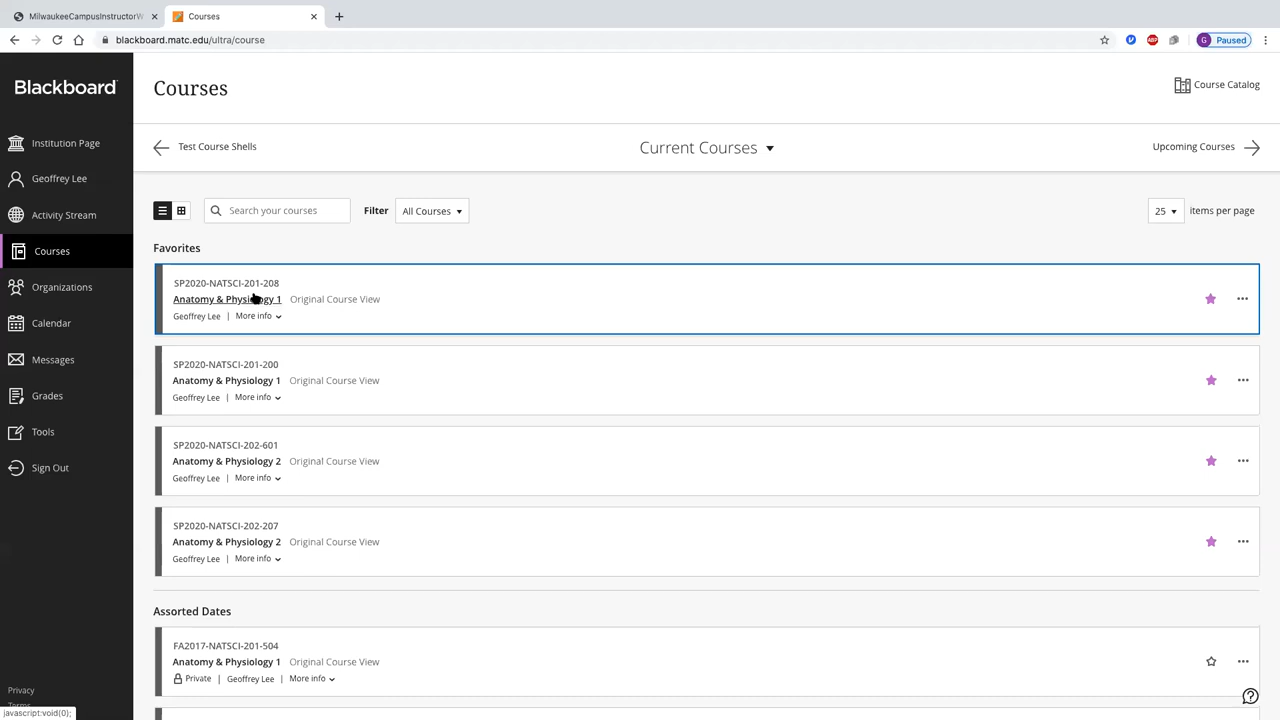 MilwaukeeCampusInstructorW
Courses
blackboard.matc.edu/ultra/course
G Paused
Blackboard
Institution Page
Geoffrey Lee
Activity Stream
Courses
Organizations
Calendar
Messages
Grades
Tools
Sign Out
Privacy
Terms
javascript:void(0);
Courses
Course Catalog
Test Course Shells
Current Courses
Upcoming Courses
Search your courses
Filter All Courses
25 items per page
Favorites
SP2020-NATSCI-201-208
Anatomy & Physiology 1 Original Course View
Geoffrey Lee | More info
SP2020-NATSCI-201-200
Anatomy & Physiology 1 Original Course View
Geoffrey Lee | More info
SP2020-NATSCI-202-601
Anatomy & Physiology 2 Original Course View
Geoffrey Lee | More info
SP2020-NATSCI-202-207
Anatomy & Physiology 2 Original Course View
Geoffrey Lee | More info
Assorted Dates
FA2017-NATSCI-201-504
Anatomy & Physiology 1 Original Course View
Private | Geoffrey Lee | More info